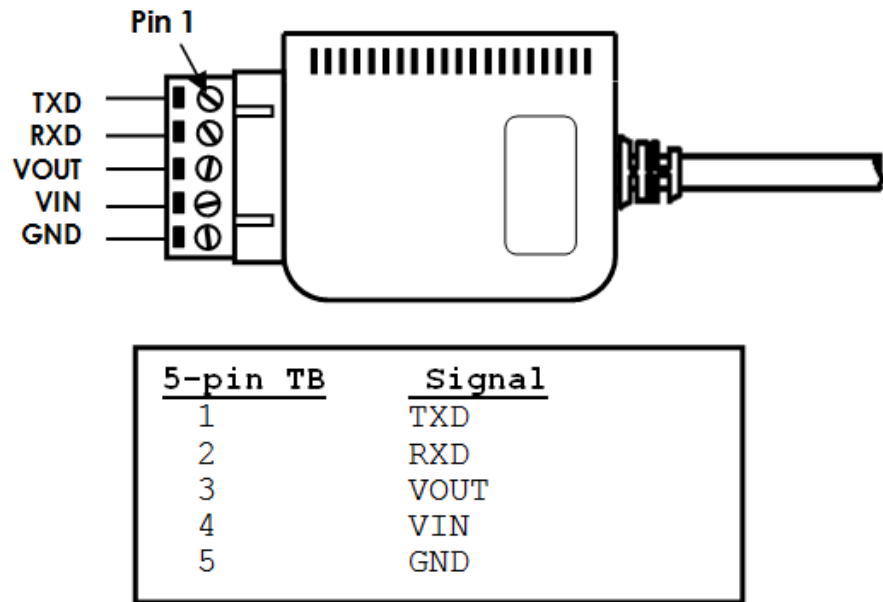 Pin 1
TXD
RXD
VOUT
VIN
GND
5-pin TB Signal
1 TXD
2 RXD
3 VOUT
4 VIN
5 GND